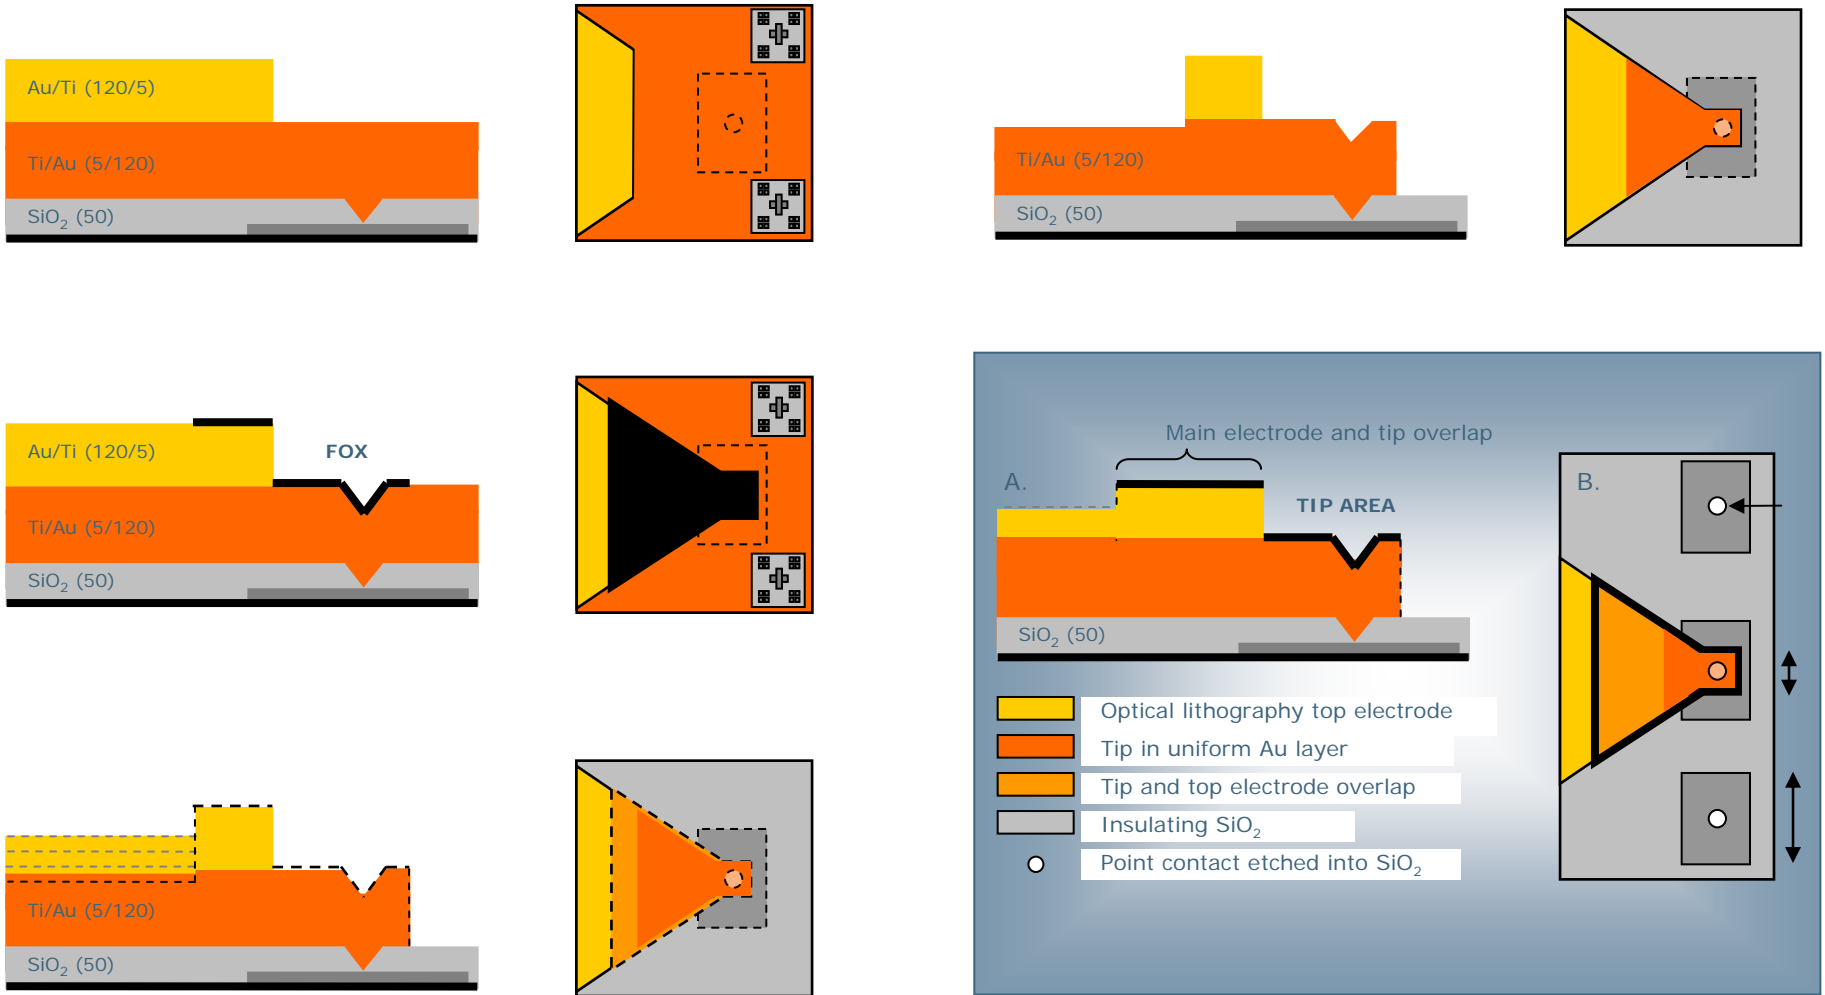 Au/Ti (120/5)
Ti/Au (5/120)
SiO₂ (50)
Ti/Au (5/120)
SiO₂ (50)
Au/Ti (120/5)
FOX
Ti/Au (5/120)
SiO₂ (50)
Ti/Au (5/120)
SiO₂ (50)
Main electrode and tip overlap
A.
TIP AREA
SiO₂ (50)
B.
Optical lithography top electrode
Tip in uniform Au layer
Tip and top electrode overlap
Insulating SiO₂
Point contact etched into SiO₂